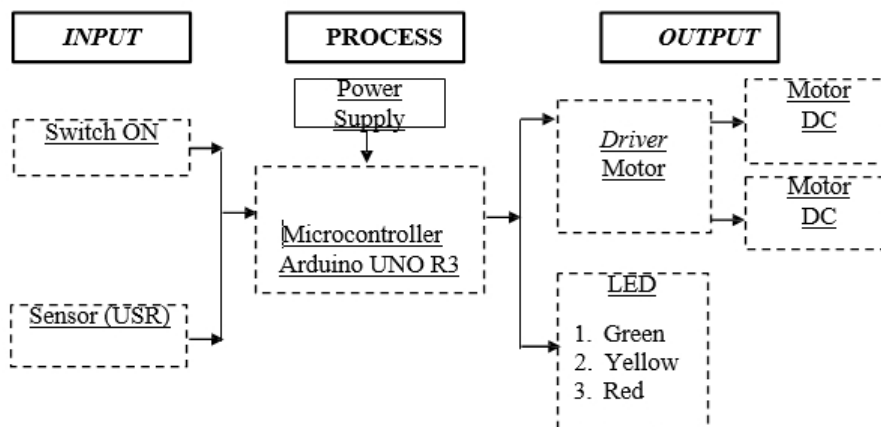 INPUT
PROCESS
OUTPUT
Power
Supply
Switch ON
Sensor (USR)
Microcontroller
Arduino UNO R3
Driver
Motor
Motor
DC
Motor
DC
LED
1. Green
2. Yellow
3. Red